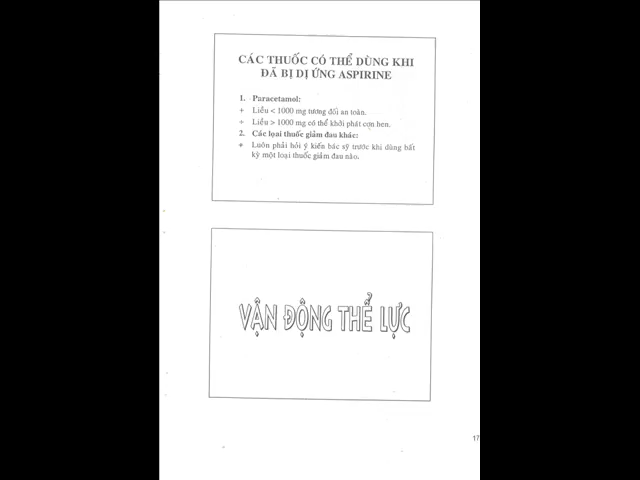 CÁC THUỐC CÓ THỂ DÙNG KHI
ĐÃ BỊ DỊ ỨNG ASPIRINE
1. Paracetamol:
+ Liều < 1000 mg tương đối an toàn.
+ Liều > 1000 mg có thể khởi phát cơn hen.
2. Các lọai thuốc giảm đau khác:
+ Luôn phải hỏi ý kiến bác sỹ trước khi dùng bất
kỳ một loại thuốc giảm đau nào.
VẬN ĐỘNG THỂ LỰC
17